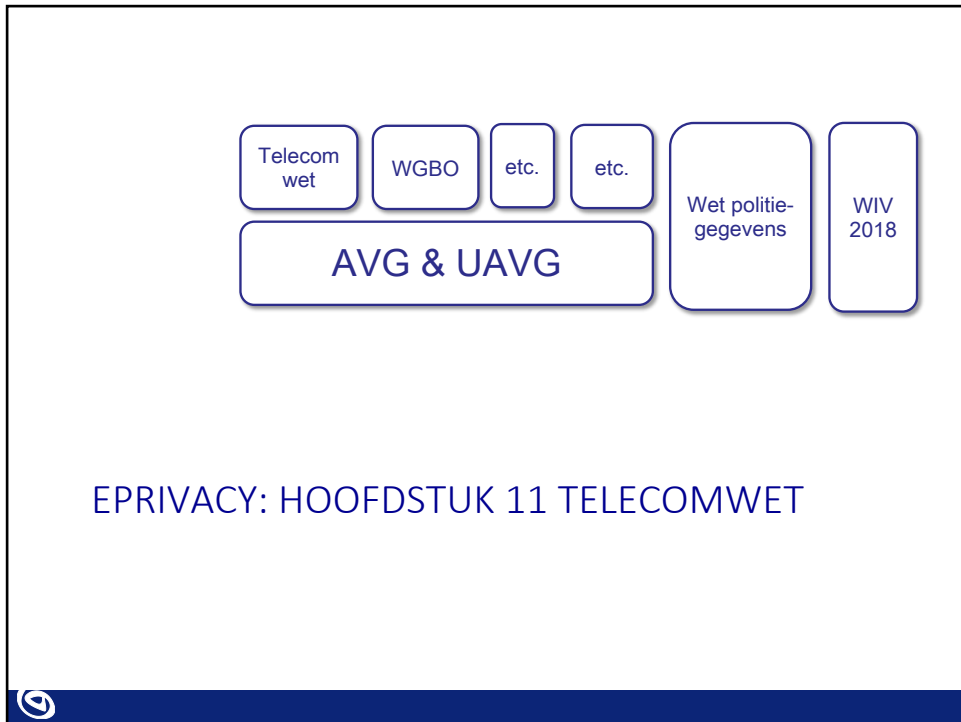 Telecom
wet
WGBO
etc.
etc.
Wet politie-
gegevens
WIV
2018
AVG & UAVG
EPRIVACY: HOOFDSTUK 11 TELECOMWET